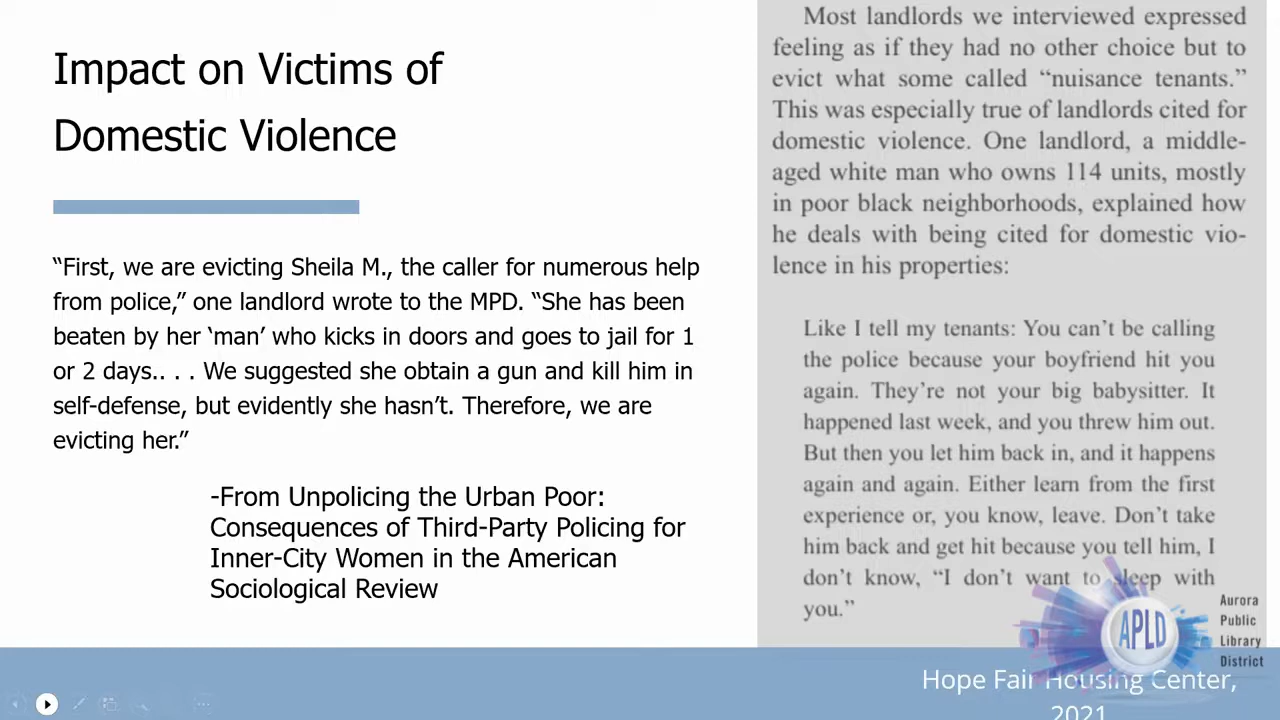 Impact on Victims of
Domestic Violence
“First, we are evicting Sheila M., the caller for numerous help
from police,” one landlord wrote to the MPD. “She has been
beaten by her ‘man’ who kicks in doors and goes to jail for 1
or 2 days.. . . We suggested she obtain a gun and kill him in
self-defense, but evidently she hasn’t. Therefore, we are
evicting her.”
-From Unpolicing the Urban Poor:
Consequences of Third-Party Policing for
Inner-City Women in the American
Sociological Review
Most landlords we interviewed expressed
feeling as if they had no other choice but to
evict what some called “nuisance tenants.”
This was especially true of landlords cited for
domestic violence. One landlord, a middle-
aged white man who owns 114 units, mostly
in poor black neighborhoods, explained how
he deals with being cited for domestic vio-
lence in his properties:
Like I tell my tenants: You can’t be calling
the police because your boyfriend hit you
again. They’re not your big babysitter. It
happened last week, and you threw him out.
But then you let him back in, and it happens
again and again. Either learn from the first
experience or, you know, leave. Don’t take
him back and get hit because you tell him, I
don’t know, “I don’t want to sleep with
you.”
APLD
Aurora
Public
Library
District
Hope Fair Housing Center,
2021